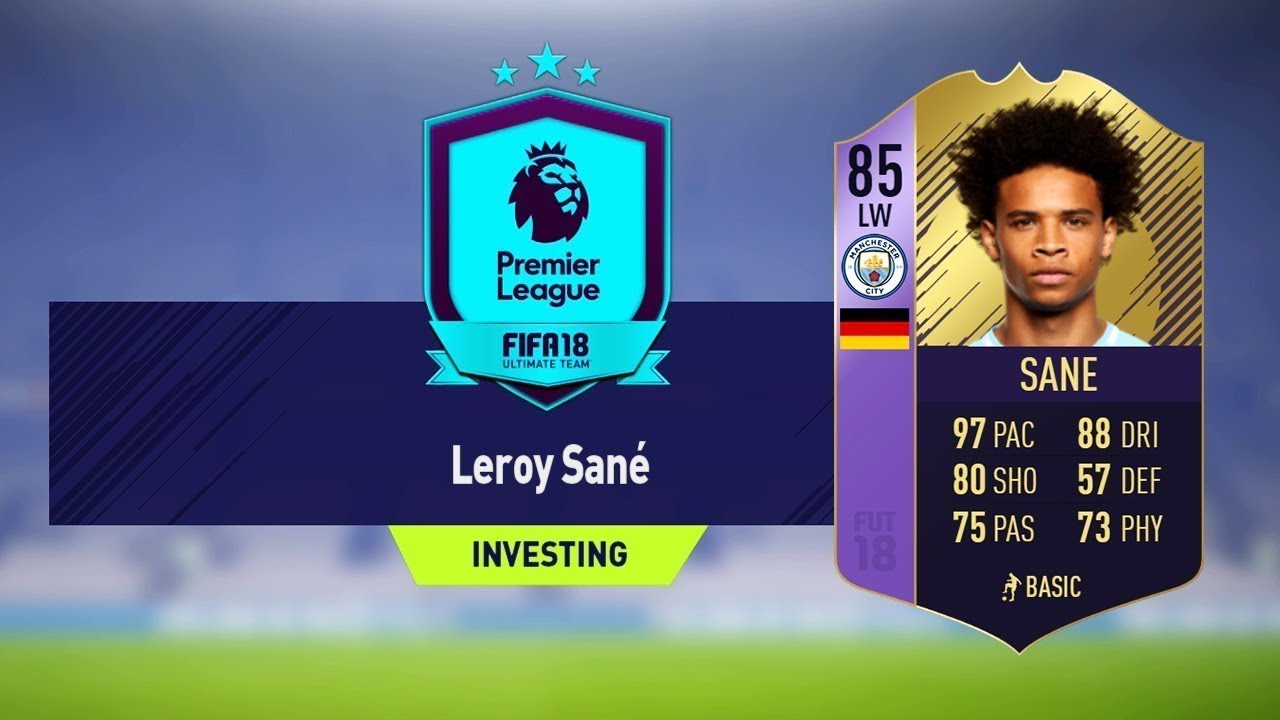 Premier
League
FIFA18
ULTIMATE TEAM
Leroy Sané
INVESTING
85
LW
MANCHESTER
CITY
SANE
97 PAC 88 DRI
80 SHO 57 DEF
75 PAS 73 PHY
FUT
18
BASIC